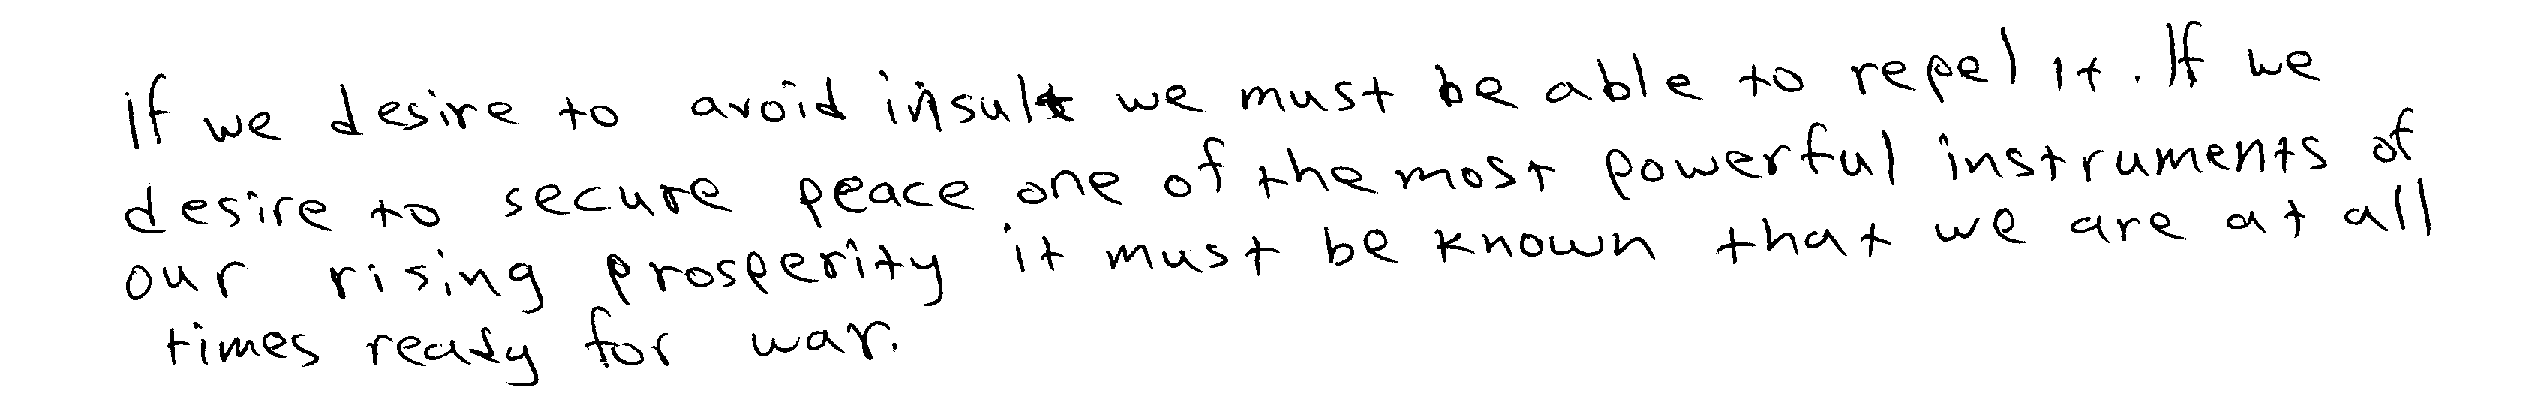 If we desire to avoid insult we must be able to repel it. If we
desire to secure peace one of the most powerful instruments of
our rising prosperity it must be known that we are at all
times ready for war.